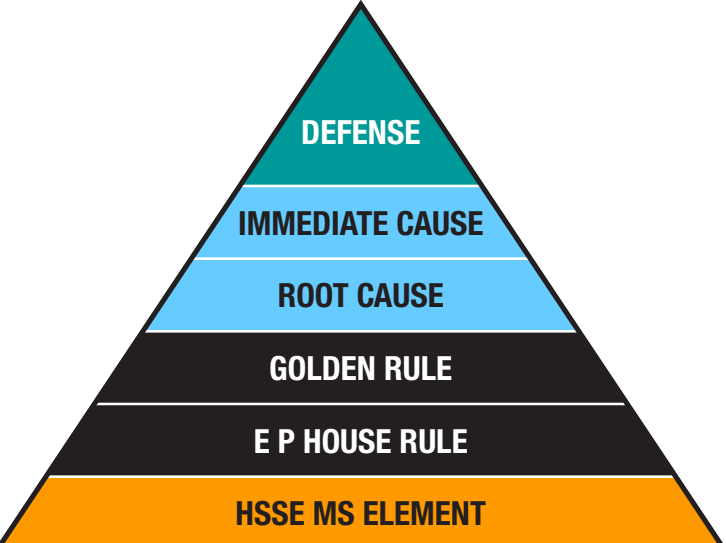 DEFENSE
IMMEDIATE CAUSE
ROOT CAUSE
GOLDEN RULE
E P HOUSE RULE
HSSE MS ELEMENT